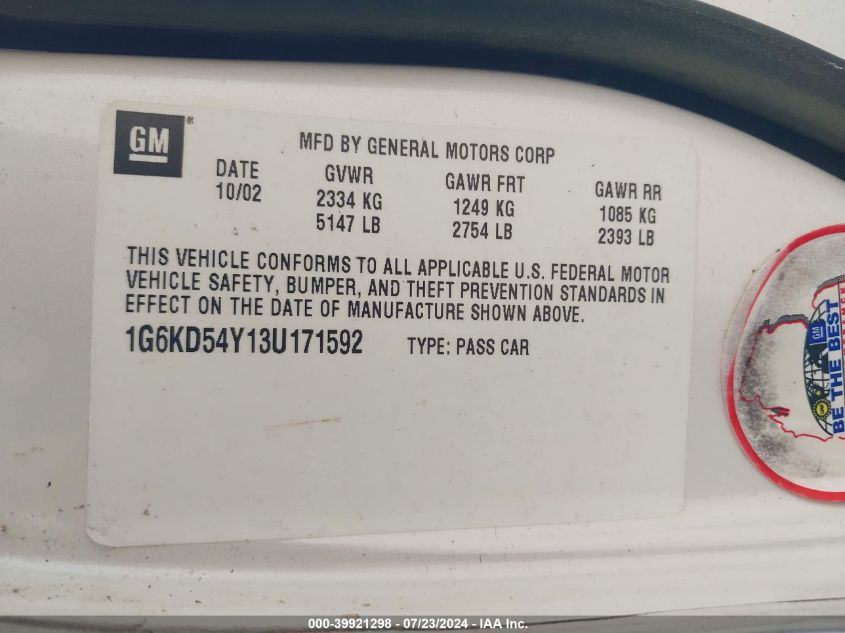 GM ®
MFD BY GENERAL MOTORS CORP
DATE GVWR GAWR FRT GAWR RR
10/02 2334 KG 1249 KG 1085 KG
5147 LB 2754 LB 2393 LB
THIS VEHICLE CONFORMS TO ALL APPLICABLE U.S. FEDERAL MOTOR
VEHICLE SAFETY, BUMPER, AND THEFT PREVENTION STANDARDS IN
EFFECT ON THE DATE OF MANUFACTURE SHOWN ABOVE.
1G6KD54Y13U171592 TYPE: PASS CAR
GM
BE THE BEST
000-39921298 - 07/23/2024 - IAA Inc.